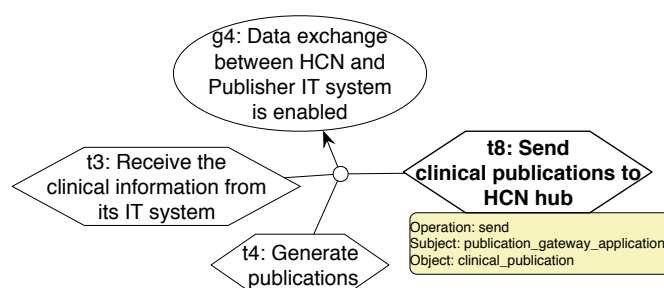 g4: Data exchange
between HCN and
Publisher IT system
is enabled
t3: Receive the
clinical information from
its IT system
t8: Send
clinical publications to
HCN hub
t4: Generate
publications
Operation: send
Subject: publication_gateway_application
Object: clinical_publication